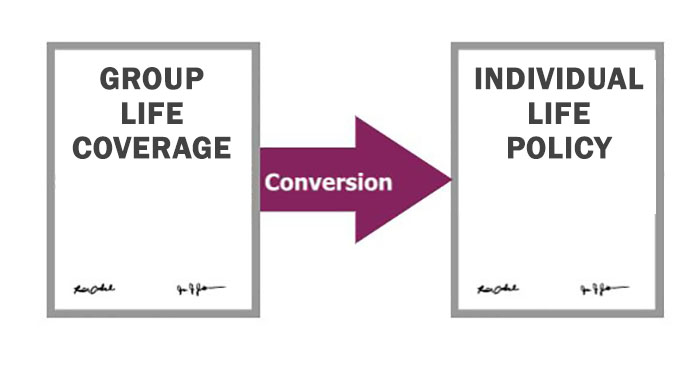 GROUP
LIFE
COVERAGE
Conversion
INDIVIDUAL
LIFE
POLICY